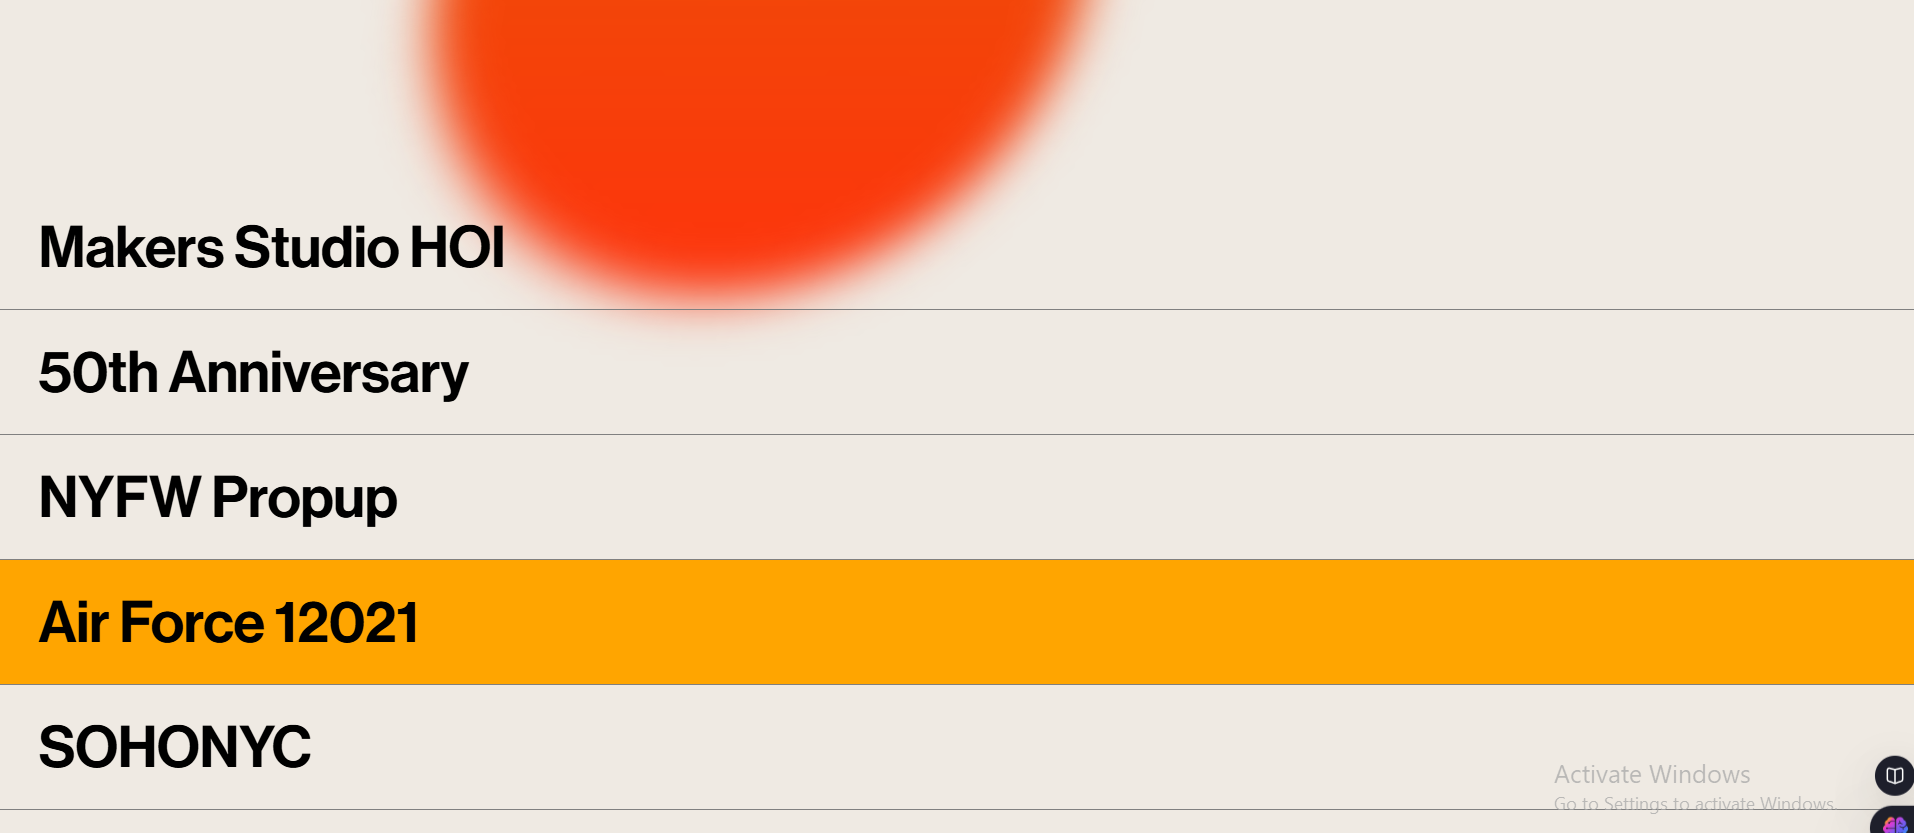 Makers Studio HOI
50th Anniversary
NYFW Propup
Air Force 12021
SOHONYC
Activate Windows
Go to Settings to activate Windows.